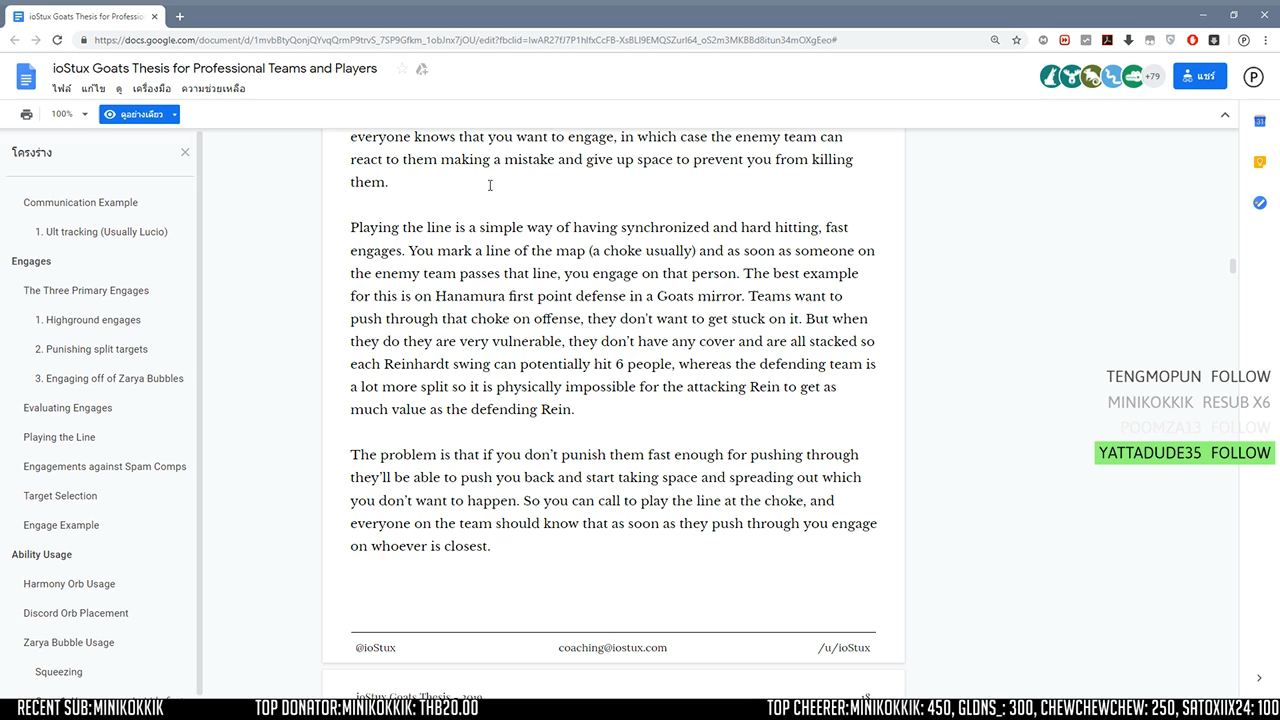 ioStux Goats Thesis for Professio
https://docs.google.com/document/d/1mvbBtyQonjQYvqQrmP9trvS_7SP9Gfkm_1obJnx7jOU/edit?fbclid=IwAR27fJ7P1hlfxCcFB-XsBLl9EMQSZurl64_oS2m3MKBBd8itun34mOXgEeo#
ioStux Goats Thesis for Professional Teams and Players
ไฟล์ แก้ไข ดู เครื่องมือ ความช่วยเหลือ
+79
แชร์
P
100%
ดูอย่างเดียว
โครงร่าง
Communication Example
1. Ult tracking (Usually Lucio)
Engages
The Three Primary Engages
1. Highground engages
2. Punishing split targets
3. Engaging off of Zarya Bubbles
Evaluating Engages
Playing the Line
Engagements against Spam Comps
Target Selection
Engage Example
Ability Usage
Harmony Orb Usage
Discord Orb Placement
Zarya Bubble Usage
Squeezing
everyone knows that you want to engage, in which case the enemy team can
react to them making a mistake and give up space to prevent you from killing
them.
Playing the line is a simple way of having synchronized and hard hitting, fast
engages. You mark a line of the map (a choke usually) and as soon as someone on
the enemy team passes that line, you engage on that person. The best example
for this is on Hanamura first point defense in a Goats mirror. Teams want to
push through that choke on offense, they don't want to get stuck on it. But when
they do they are very vulnerable, they don't have any cover and are all stacked so
each Reinhardt swing can potentially hit 6 people, whereas the defending team is
a lot more split so it is physically impossible for the attacking Rein to get as
much value as the defending Rein.
The problem is that if you don't punish them fast enough for pushing through
they'll be able to push you back and start taking space and spreading out which
you don't want to happen. So you can call to play the line at the choke, and
everyone on the team should know that as soon as they push through you engage
on whoever is closest.
@ioStux coaching@iostux.com /u/ioStux
ioStux Goats Thesis - 2019 18
TENGMOPUN FOLLOW
MINIKOKKIK RESUB X6
POOMZA13 FOLLOW
YATTADUDE35 FOLLOW
RECENT SUB:MINIKOKKIK TOP DONATOR:MINIKOKKIK: THB20.00 TOP CHEERER:MINIKOKKIK: 450, GLDNS_: 300, CHEWCHEWCHEW: 250, SATOXIIX24: 100